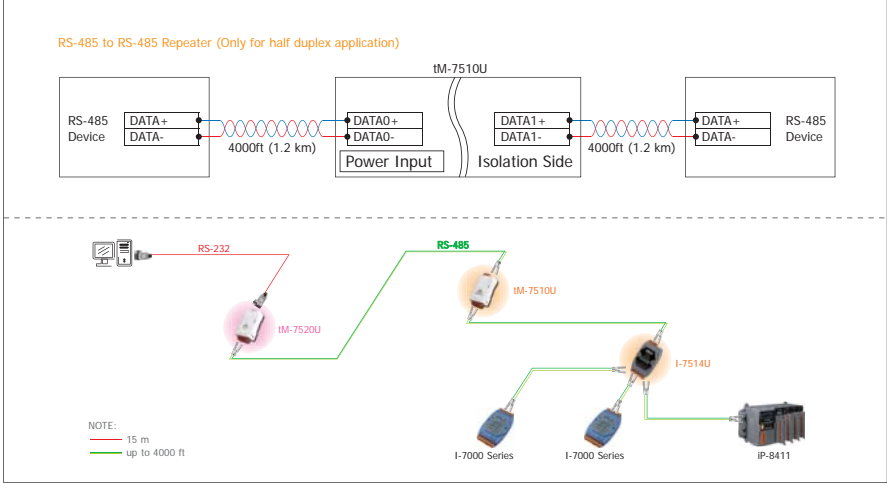 RS-485 to RS-485 Repeater (Only for half duplex application)
tM-7510U
RS-485
Device
DATA+
DATA-
4000ft (1.2 km)
DATA0+
DATA0-
Power Input
DATA1+
DATA1-
Isolation Side
4000ft (1.2 km)
DATA+
DATA-
RS-485
Device
RS-232
RS-485
tM-7520U
tM-7510U
I-7514U
I-7000 Series
I-7000 Series
iP-8411
NOTE:
15 m
up to 4000 ft